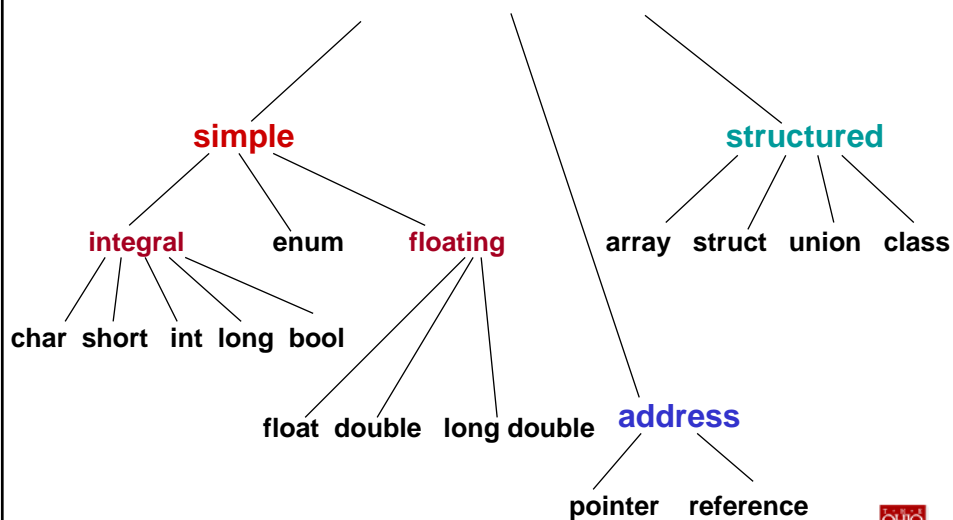 simple structured
integral enum floating array struct union class
char short int long bool
float double long double address
pointer reference
T · H · E
OHIO